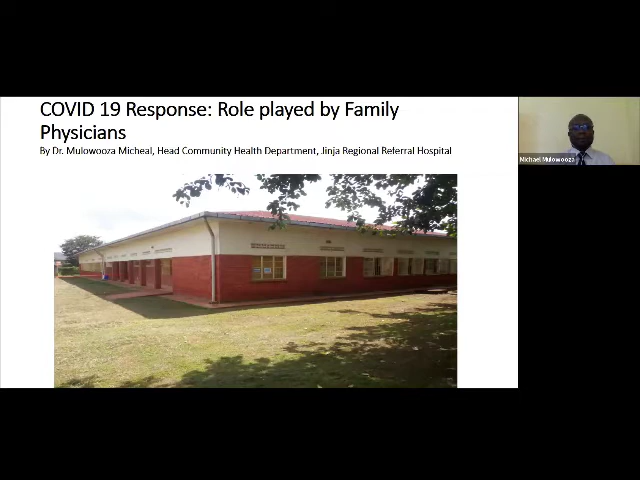 COVID 19 Response: Role played by Family
Physicians
By Dr. Mulowooza Micheal, Head Community Health Department, Jinja Regional Referral Hospital
Michael Mulowooza